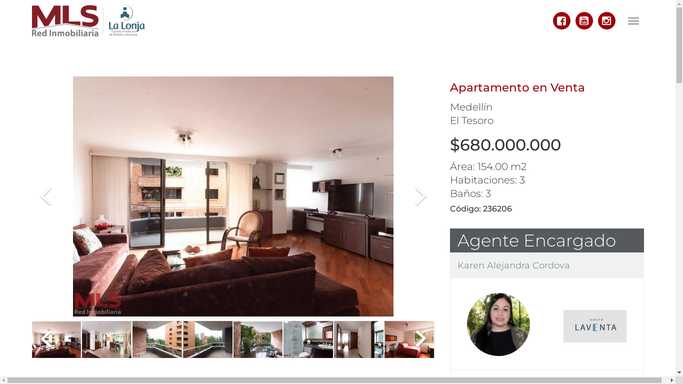 MLS
Red Inmobiliaria
La Lonja
Apartamento en Venta
Medellín
El Tesoro
$680.000.000
Área: 154.00 m2
Habitaciones: 3
Baños: 3
Código: 236206
Agente Encargado
Karen Alejandra Cordova
MLS
Red Inmobiliaria
LAVENTA